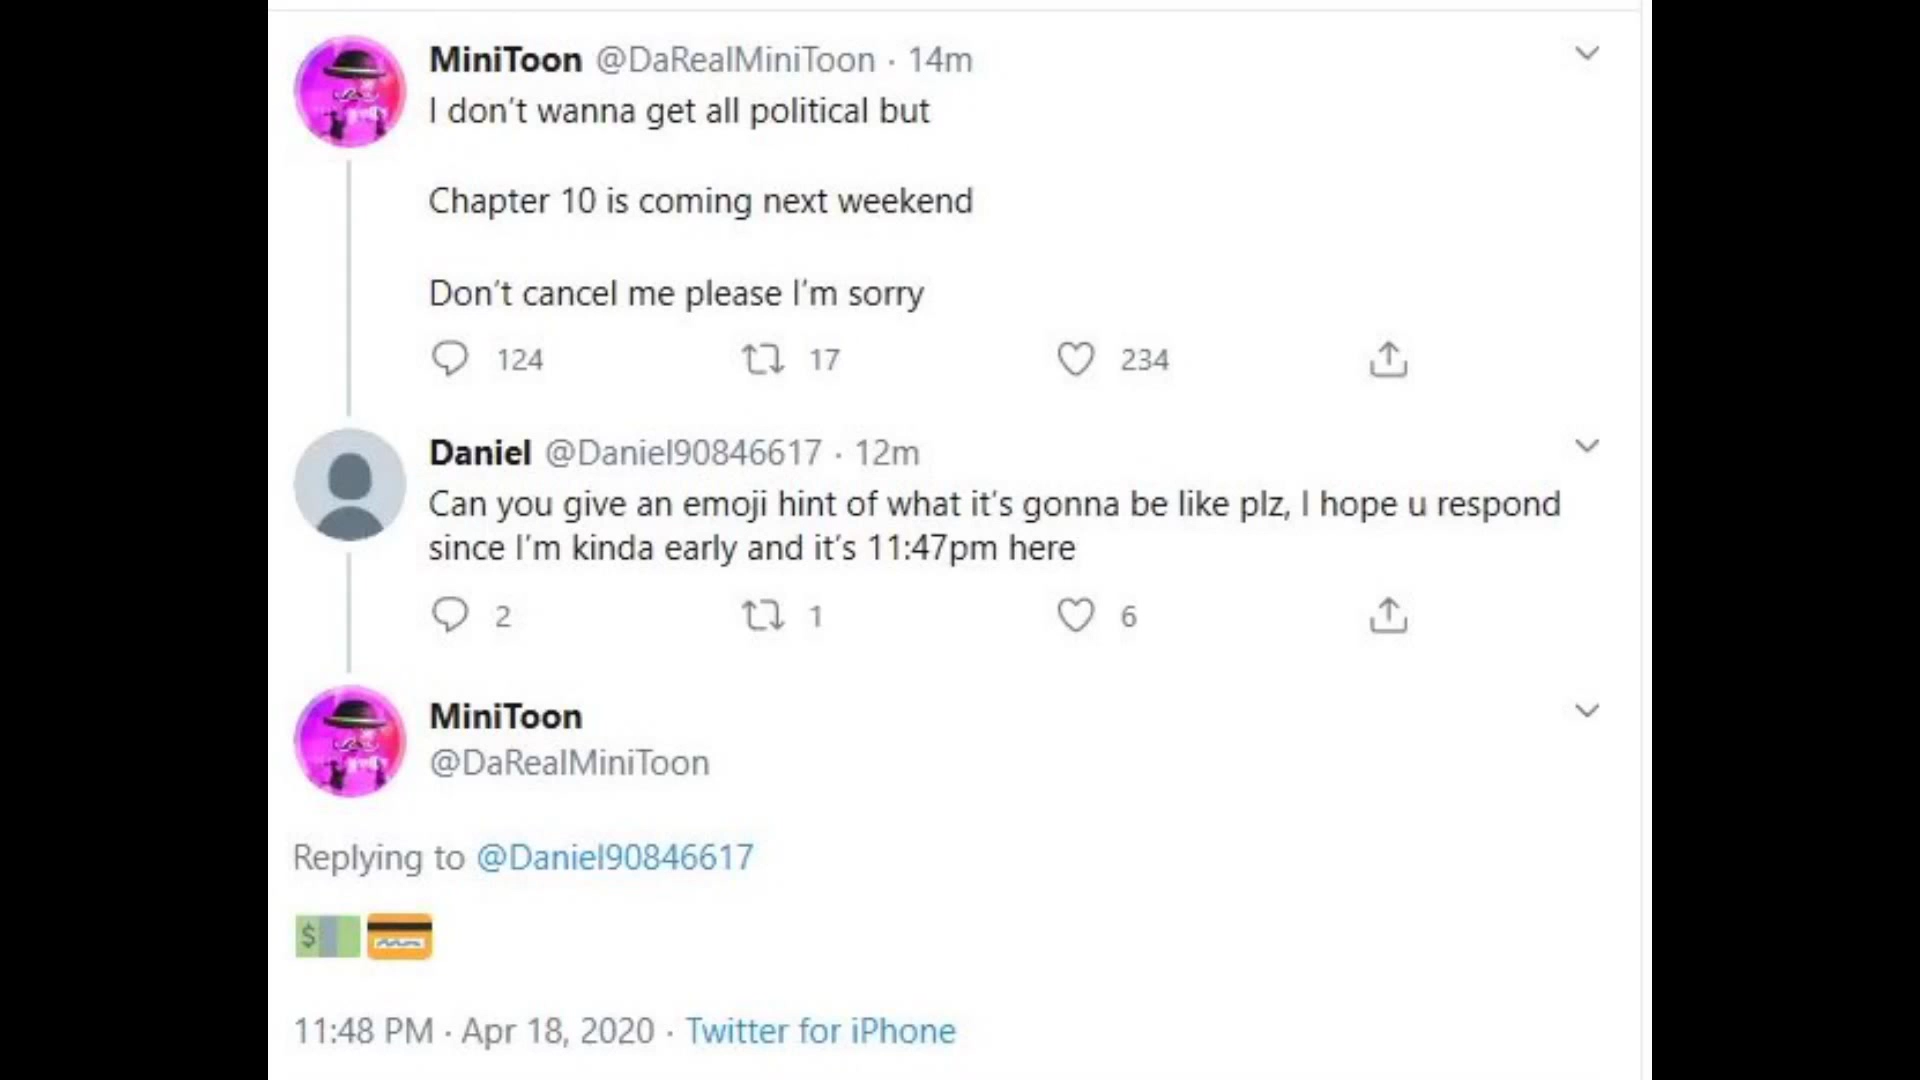 MiniToon @DaRealMiniToon · 14m
I don't wanna get all political but
Chapter 10 is coming next weekend
Don't cancel me please I'm sorry
124 17 234
Daniel @Daniel90846617 · 12m
Can you give an emoji hint of what it's gonna be like plz, I hope u respond
since I'm kinda early and it's 11:47pm here
2 1 6
MiniToon
@DaRealMiniToon
Replying to @Daniel90846617
💵💳
11:48 PM · Apr 18, 2020 · Twitter for iPhone